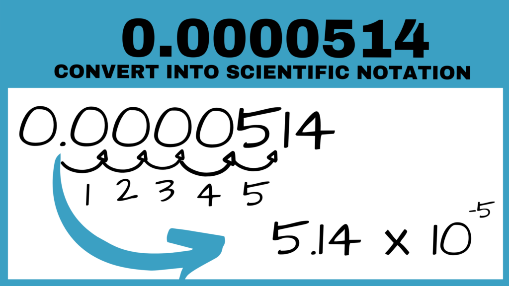 0.0000514
CONVERT INTO SCIENTIFIC NOTATION
0.0000514
1 2 3 4 5
5.14 x 10⁻⁵